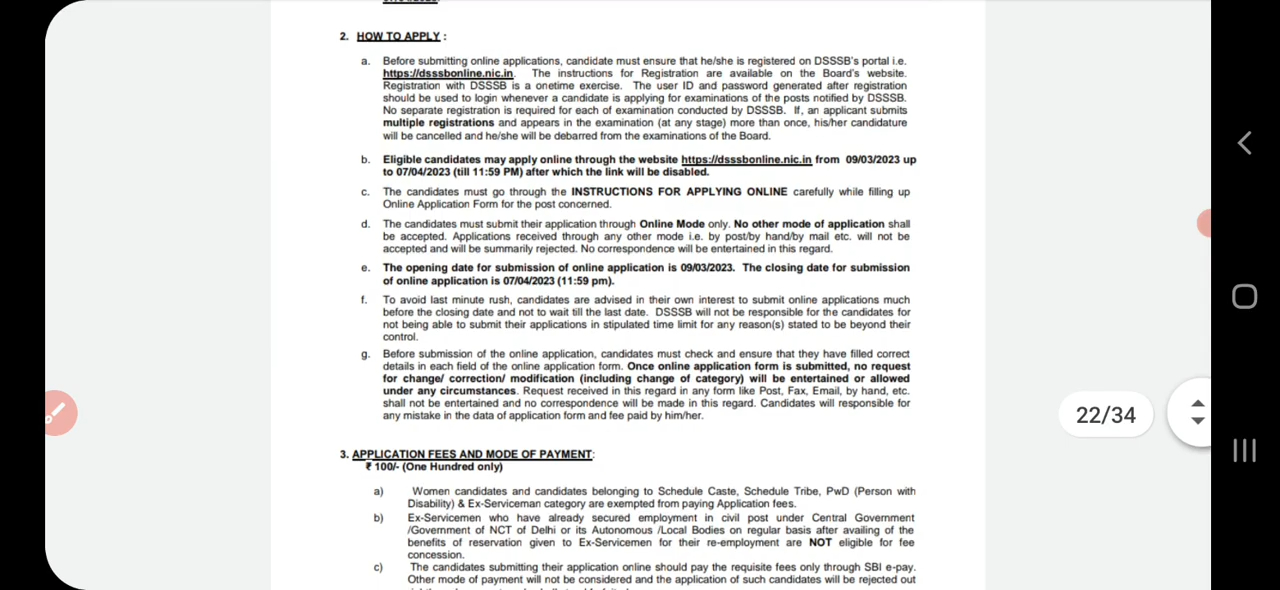 2. HOW TO APPLY :
a. Before submitting online applications, candidate must ensure that he/she is registered on DSSSB's portal i.e.
https://dsssbonline.nic.in. The instructions for Registration are available on the Board's website.
Registration with DSSSB is a onetime exercise. The user ID and password generated after registration
should be used to login whenever a candidate is applying for examinations of the posts notified by DSSSB.
No separate registration is required for each of examination conducted by DSSSB. If, an applicant submits
multiple registrations and appears in the examination (at any stage) more than once, his/her candidature
will be cancelled and he/she will be debarred from the examinations of the Board.
b. Eligible candidates may apply online through the website https://dsssbonline.nic.in from 09/03/2023 up
to 07/04/2023 (till 11:59 PM) after which the link will be disabled.
c. The candidates must go through the INSTRUCTIONS FOR APPLYING ONLINE carefully while filling up
Online Application Form for the post concerned.
d. The candidates must submit their application through Online Mode only. No other mode of application shall
be accepted. Applications received through any other mode i.e. by post/by hand/by mail etc. will not be
accepted and will be summarily rejected. No correspondence will be entertained in this regard.
e. The opening date for submission of online application is 09/03/2023. The closing date for submission
of online application is 07/04/2023 (11:59 pm).
f. To avoid last minute rush, candidates are advised in their own interest to submit online applications much
before the closing date and not to wait till the last date. DSSSB will not be responsible for the candidates for
not being able to submit their applications in stipulated time limit for any reason(s) stated to be beyond their
control.
g. Before submission of the online application, candidates must check and ensure that they have filled correct
details in each field of the online application form. Once online application form is submitted, no request
for change/ correction/ modification (including change of category) will be entertained or allowed
under any circumstances. Request received in this regard in any form like Post, Fax, Email, by hand, etc.
shall not be entertained and no correspondence will be made in this regard. Candidates will responsible for
any mistake in the data of application form and fee paid by him/her.
22/34
3. APPLICATION FEES AND MODE OF PAYMENT:
₹ 100/- (One Hundred only)
a) Women candidates and candidates belonging to Schedule Caste, Schedule Tribe, PwD (Person with
Disability) & Ex-Serviceman category are exempted from paying Application fees.
b) Ex-Servicemen who have already secured employment in civil post under Central Government
/Government of NCT of Delhi or its Autonomous /Local Bodies on regular basis after availing of the
benefits of reservation given to Ex-Servicemen for their re-employment are NOT eligible for fee
concession.
c) The candidates submitting their application online should pay the requisite fees only through SBI e-pay.
Other mode of payment will not be considered and the application of such candidates will be rejected out